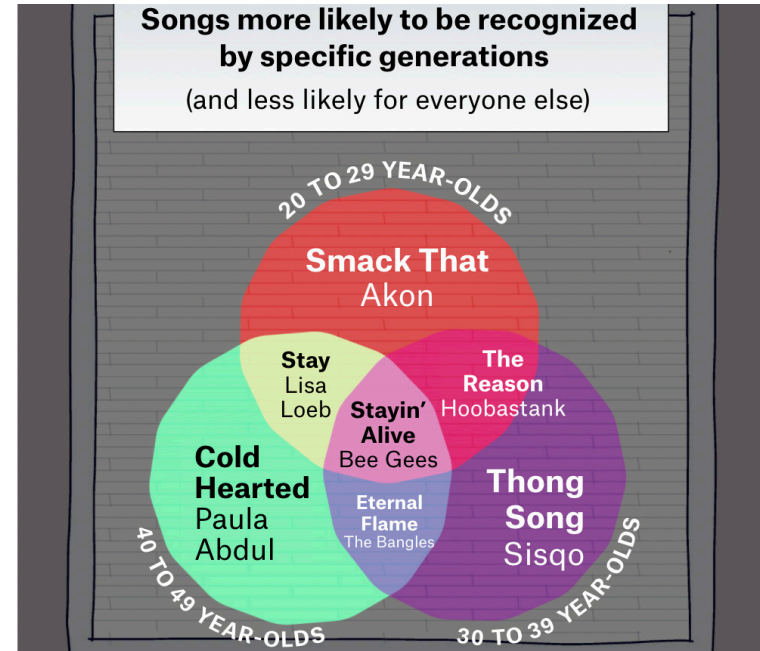 Songs more likely to be recognized
by specific generations
(and less likely for everyone else)
20 TO 29 YEAR-OLDS
Smack That
Akon
Stay
Lisa
Loeb
The
Reason
Hoobastank
Stayin’
Alive
Bee Gees
Cold
Hearted
Paula
Abdul
Eternal
Flame
The Bangles
Thong
Song
Sisqo
40 TO 49 YEAR-OLDS
30 TO 39 YEAR-OLDS